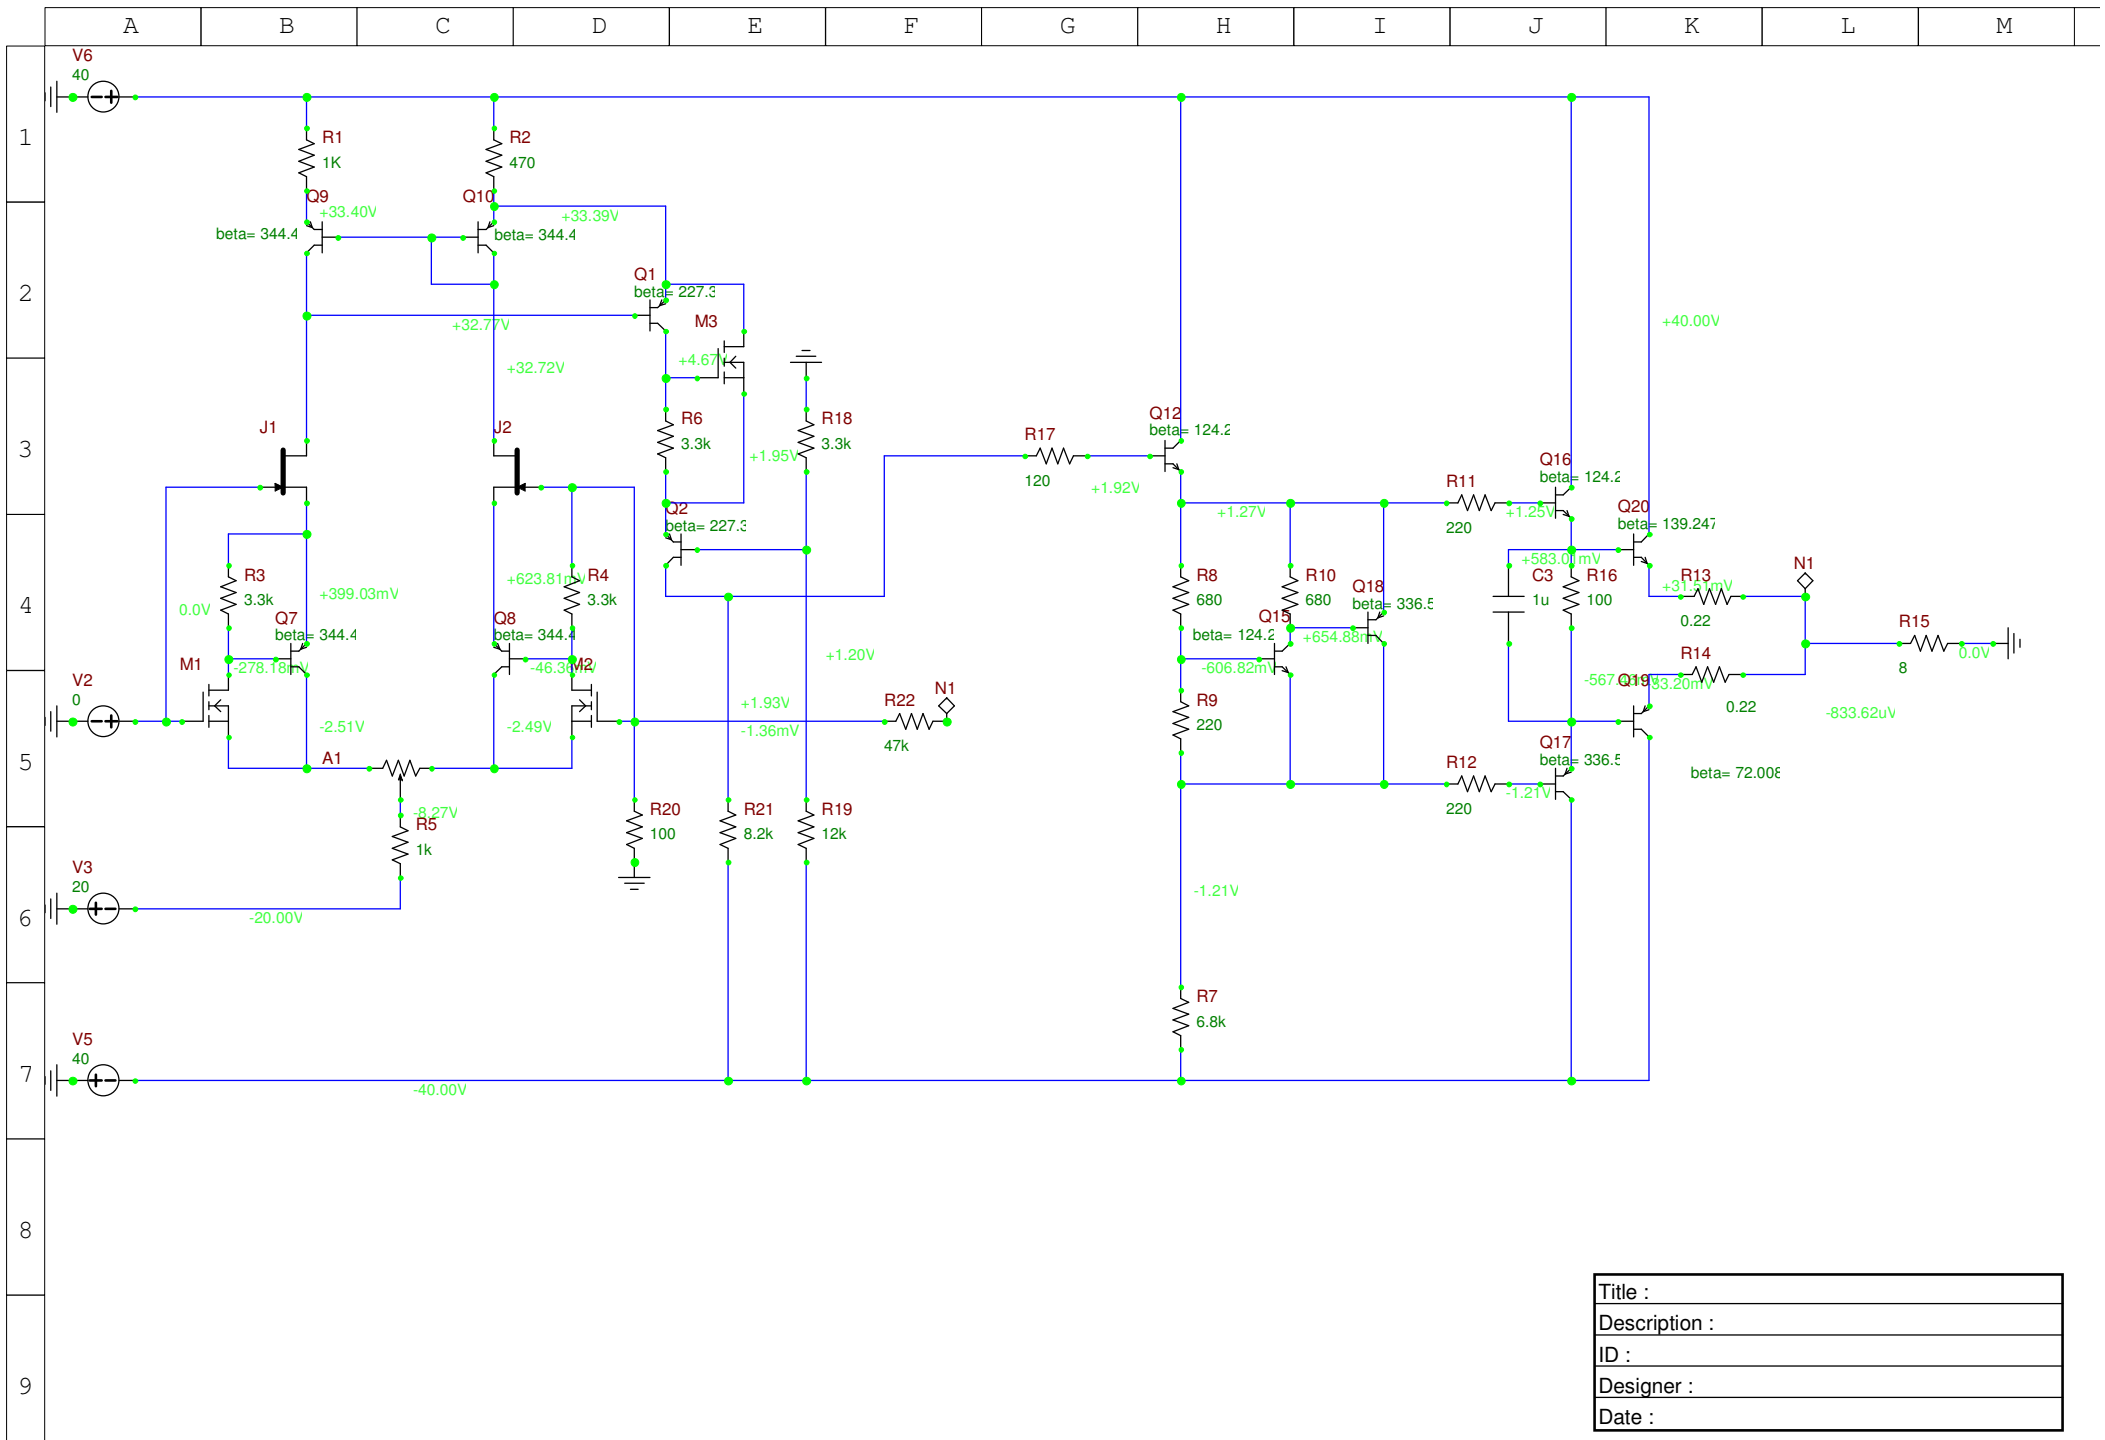 A B C D E F G H I J K L M
V6
40
1
R1
1K
R2
470
Q9
Q10
+33.40V
+33.39V
beta= 344.4
beta= 344.4
2
Q1
beta= 227.3
M3
+32.77V
+4.67V
+32.72V
+40.00V
J1
J2
3
R6
3.3k
R18
3.3k
+1.95V
R17
120
Q12
beta= 124.2
+1.92V
R11
220
Q16
beta= 124.2
+1.25V
Q2
beta= 227.3
+1.27V
Q20
beta= 139.247
+583.01mV
N1
R3
3.3k
+399.03mV
0.0V
+623.81mV
R4
3.3k
4
R8
680
R10
680
Q18
beta= 336.5
C3
1u
R16
100
+31.51mV
R13
0.22
Q7
beta= 344.4
Q8
beta= 344.4
beta= 124.2
Q15
+654.88mV
R15
8
0.0V
M1
-278.18mV
M2
+1.20V
-606.82mV
R14
0.22
Q19
V2
0
-2.51V
-2.49V
+1.93V
-1.36mV
R22
47k
N1
R9
220
-833.62uV
5
A1
Q17
beta= 336.5
R12
220
-1.21V
beta= 72.008
-8.27V
R5
1k
R20
100
R21
8.2k
R19
12k
V3
20
-20.00V
-1.21V
6
R7
6.8k
V5
40
-40.00V
7
8
9
Title :
Description :
ID :
Designer :
Date :